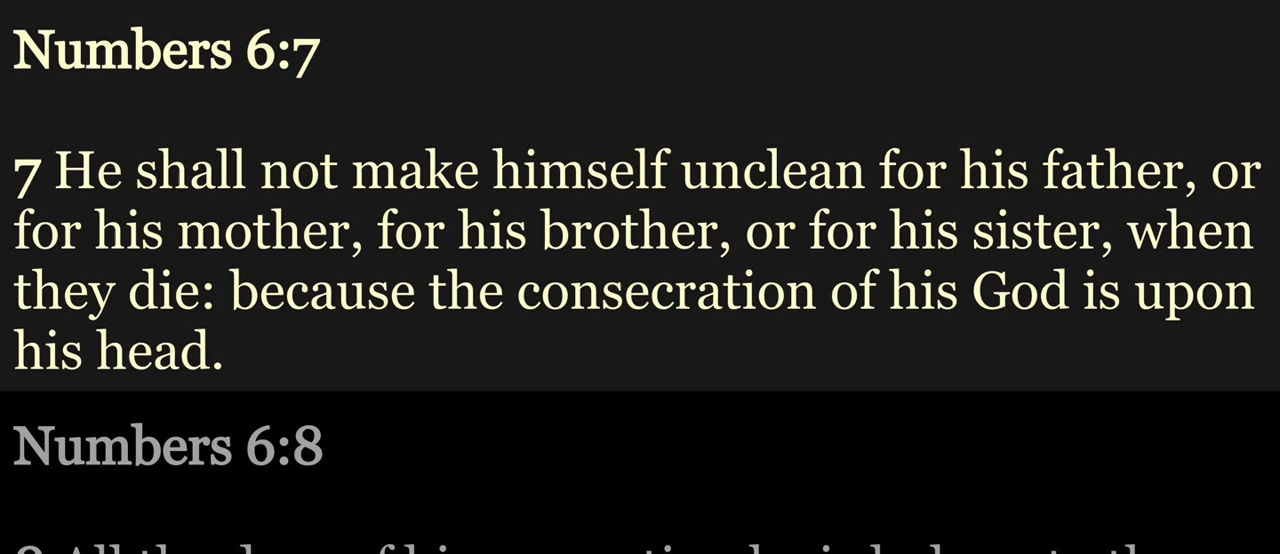 Numbers 6:7
7 He shall not make himself unclean for his father, or
for his mother, for his brother, or for his sister, when
they die: because the consecration of his God is upon
his head.
Numbers 6:8